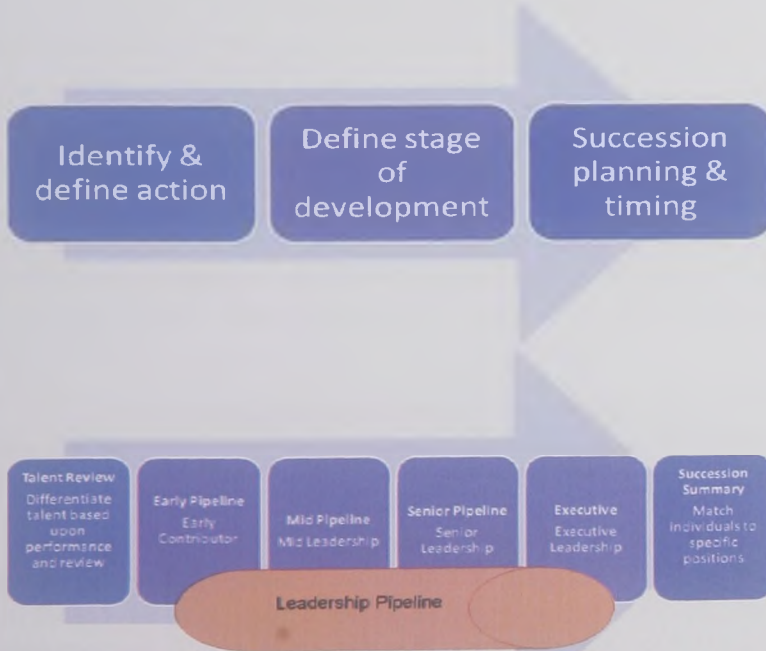 Identify &
define action
Define stage
of
development
Succession
planning &
timing
Talent Review
Differentiate
talent based
upon
performance
and review
Early Pipeline
Early
Contributor
Mid Pipeline
Mid Leadership
Senior Pipeline
Senior
Leadership
Executive
Executive
Leadership
Succession
Summary
Match
individuals to
specific
positions
Leadership Pipeline